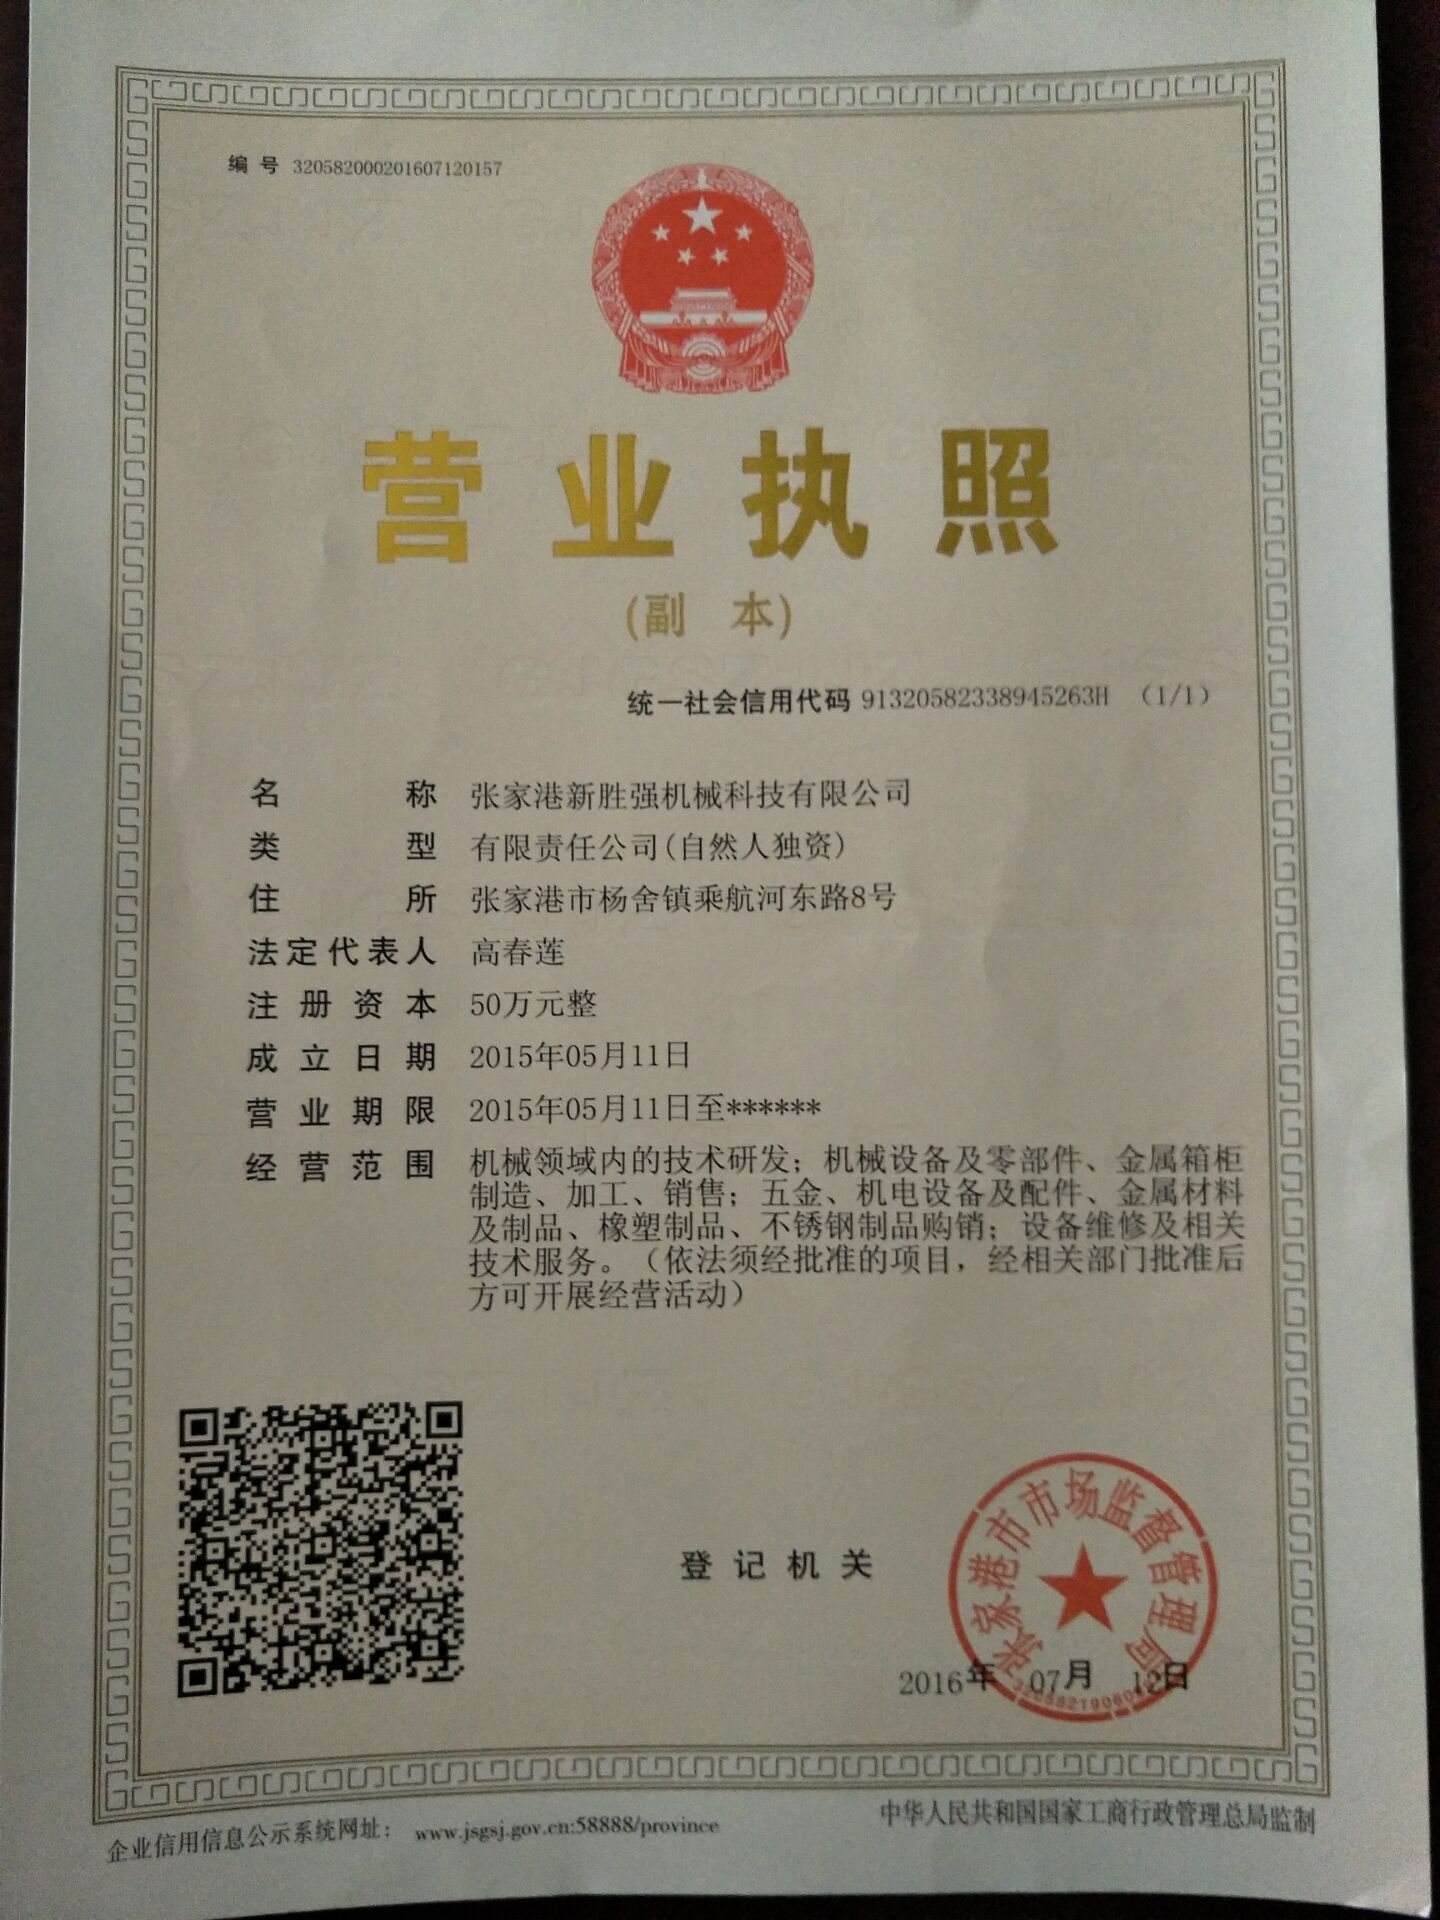 编 号 320582000201607120157
营业执照
(副 本)
统一社会信用代码 91320582338945263H （1/1）
名 称 张家港新胜强机械科技有限公司
类 型 有限责任公司(自然人独资)
住 所 张家港市杨舍镇乘航河东路8号
法定代表人 高春莲
注册资本 50万元整
成立日期 2015年05月11日
营业期限 2015年05月11日至******
经营范围 机械领域内的技术研发；机械设备及零部件、金属箱柜
制造、加工、销售；五金、机电设备及配件、金属材料
及制品、橡塑制品、不锈钢制品购销；设备维修及相关
技术服务。（依法须经批准的项目，经相关部门批准后
方可开展经营活动）
登记机关
张家港市市场监督管理局
2016年 07月 12日
企业信用信息公示系统网址： www.jsgsj.gov.cn:58888/province
中华人民共和国国家工商行政管理总局监制